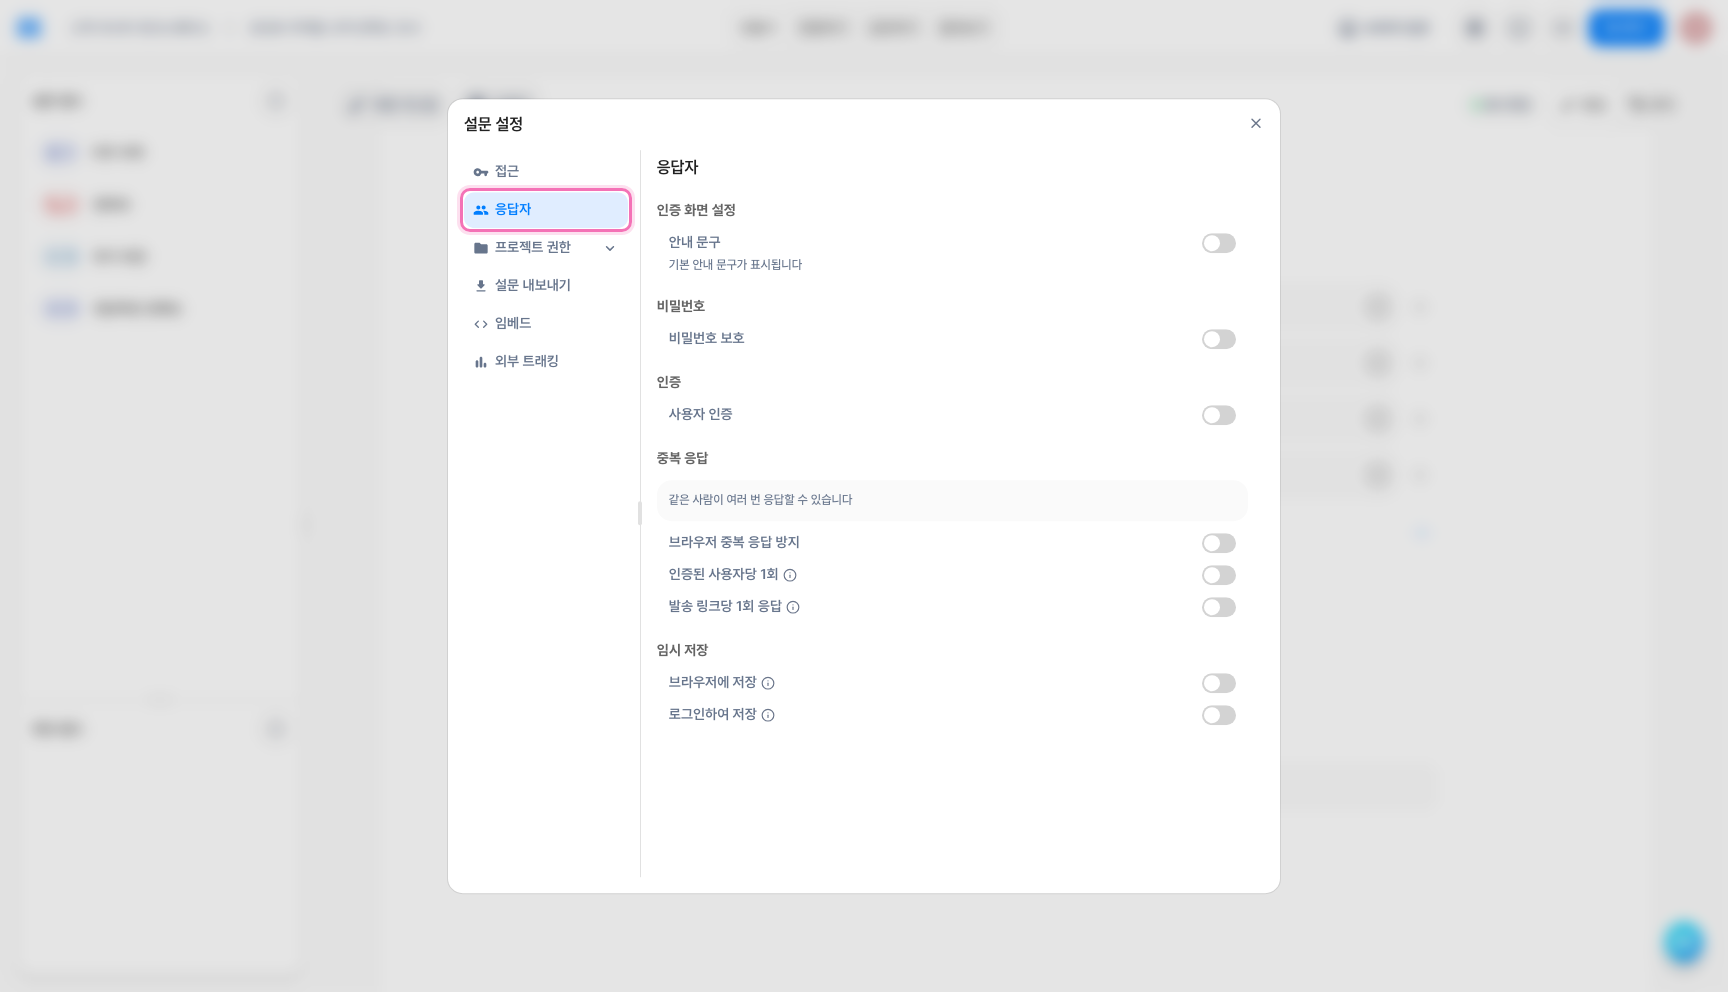 설문 설정
접근
응답자
프로젝트 권한
설문 내보내기
임베드
외부 트래킹
응답자
인증 화면 설정
안내 문구
기본 안내 문구가 표시됩니다
비밀번호
비밀번호 보호
인증
사용자 인증
중복 응답
같은 사람이 여러 번 응답할 수 있습니다
브라우저 중복 응답 방지
인증된 사용자당 1회
발송 링크당 1회 응답
임시 저장
브라우저에 저장
로그인하여 저장